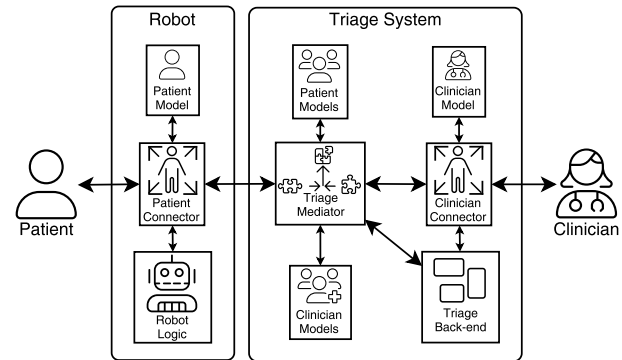 Robot
Triage System
Patient
Model
Patient
Models
Clinician
Model
Patient
Connector
Triage
Mediator
Clinician
Connector
Patient
Clinician
Robot
Logic
Clinician
Models
Triage
Back-end